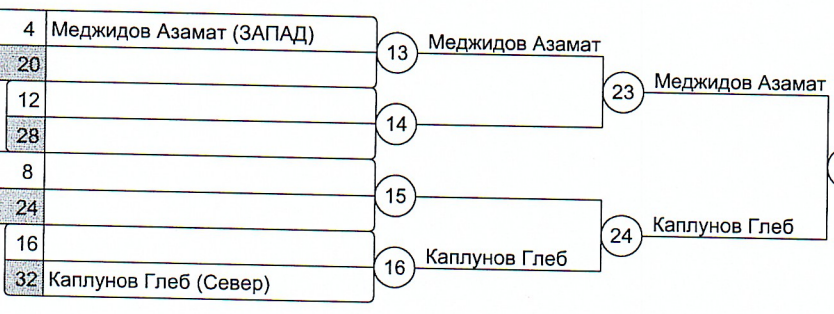 4 Меджидов Азамат (ЗАПАД)
20
12
28
8
24
16
32 Каплунов Глеб (Север)
13 Меджидов Азамат
14
15
16 Каплунов Глеб
23 Меджидов Азамат
24 Каплунов Глеб